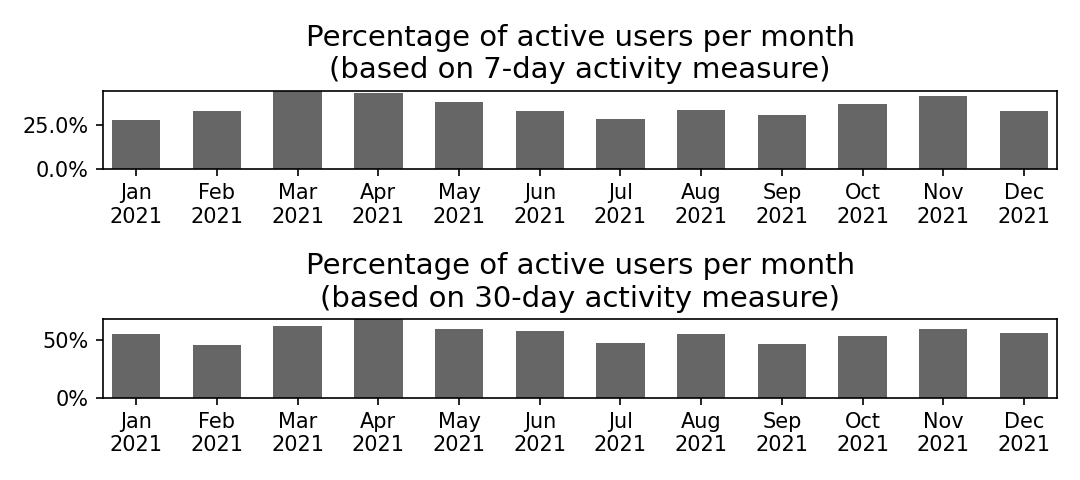 Percentage of active users per month
(based on 7-day activity measure)
25.0%
0.0%
Jan Feb Mar Apr May Jun Jul Aug Sep Oct Nov Dec
2021 2021 2021 2021 2021 2021 2021 2021 2021 2021 2021 2021
Percentage of active users per month
(based on 30-day activity measure)
50%
0%
Jan Feb Mar Apr May Jun Jul Aug Sep Oct Nov Dec
2021 2021 2021 2021 2021 2021 2021 2021 2021 2021 2021 2021